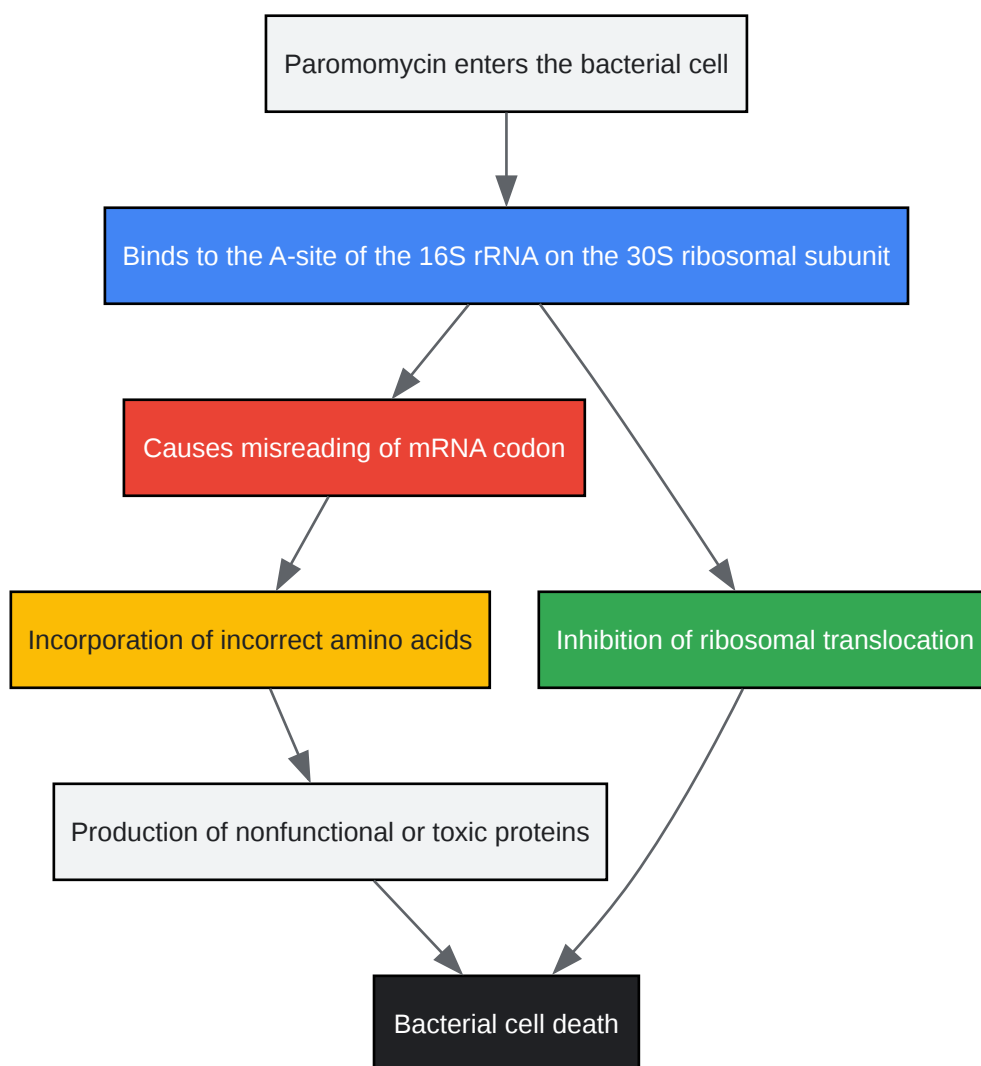 Paromomycin enters the bacterial cell
Binds to the A-site of the 16S rRNA on the 30S ribosomal subunit
Causes misreading of mRNA codon
Incorporation of incorrect amino acids
Inhibition of ribosomal translocation
Production of nonfunctional or toxic proteins
Bacterial cell death